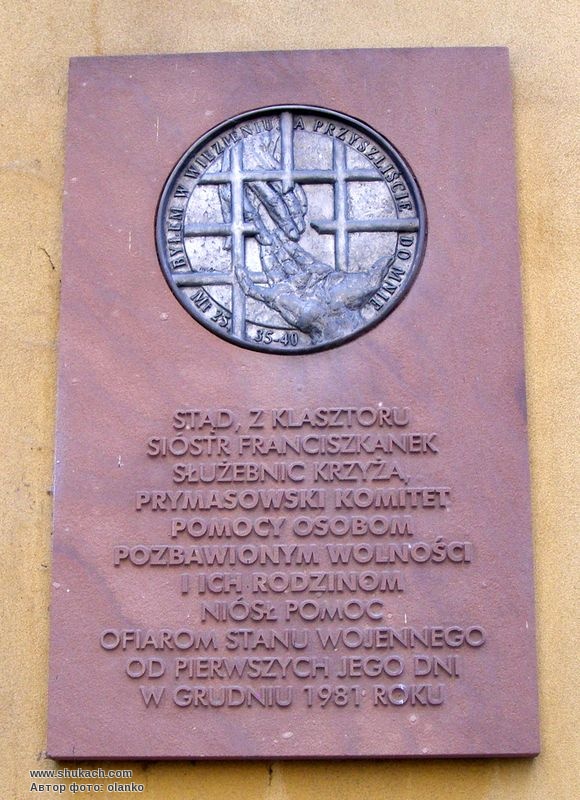 BYŁEM W WIĘZIENIU, A PRZYSZLIŚCIE DO MNIE
Mt 25, 35-40
STĄD, Z KLASZTORU
SIÓSTR FRANCISZKANEK
SŁUŻEBNIC KRZYŻA,
PRYMASOWSKI KOMITET
POMOCY OSOBOM
POZBAWIONYM WOLNOŚCI
I ICH RODZINOM
NIÓSŁ POMOC
OFIAROM STANU WOJENNEGO
OD PIERWSZYCH JEGO DNI
W GRUDNIU 1981 ROKU
www.shukach.com
Автор фото: olanko